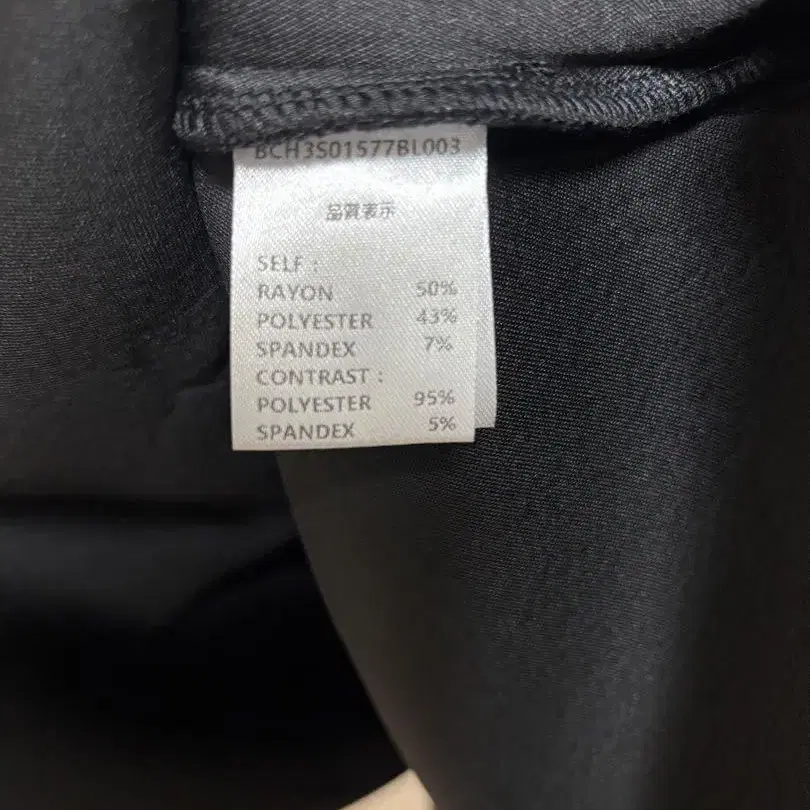 BCH3S01577BL003
品質表示
SELF :
RAYON 50%
POLYESTER 43%
SPANDEX 7%
CONTRAST :
POLYESTER 95%
SPANDEX 5%